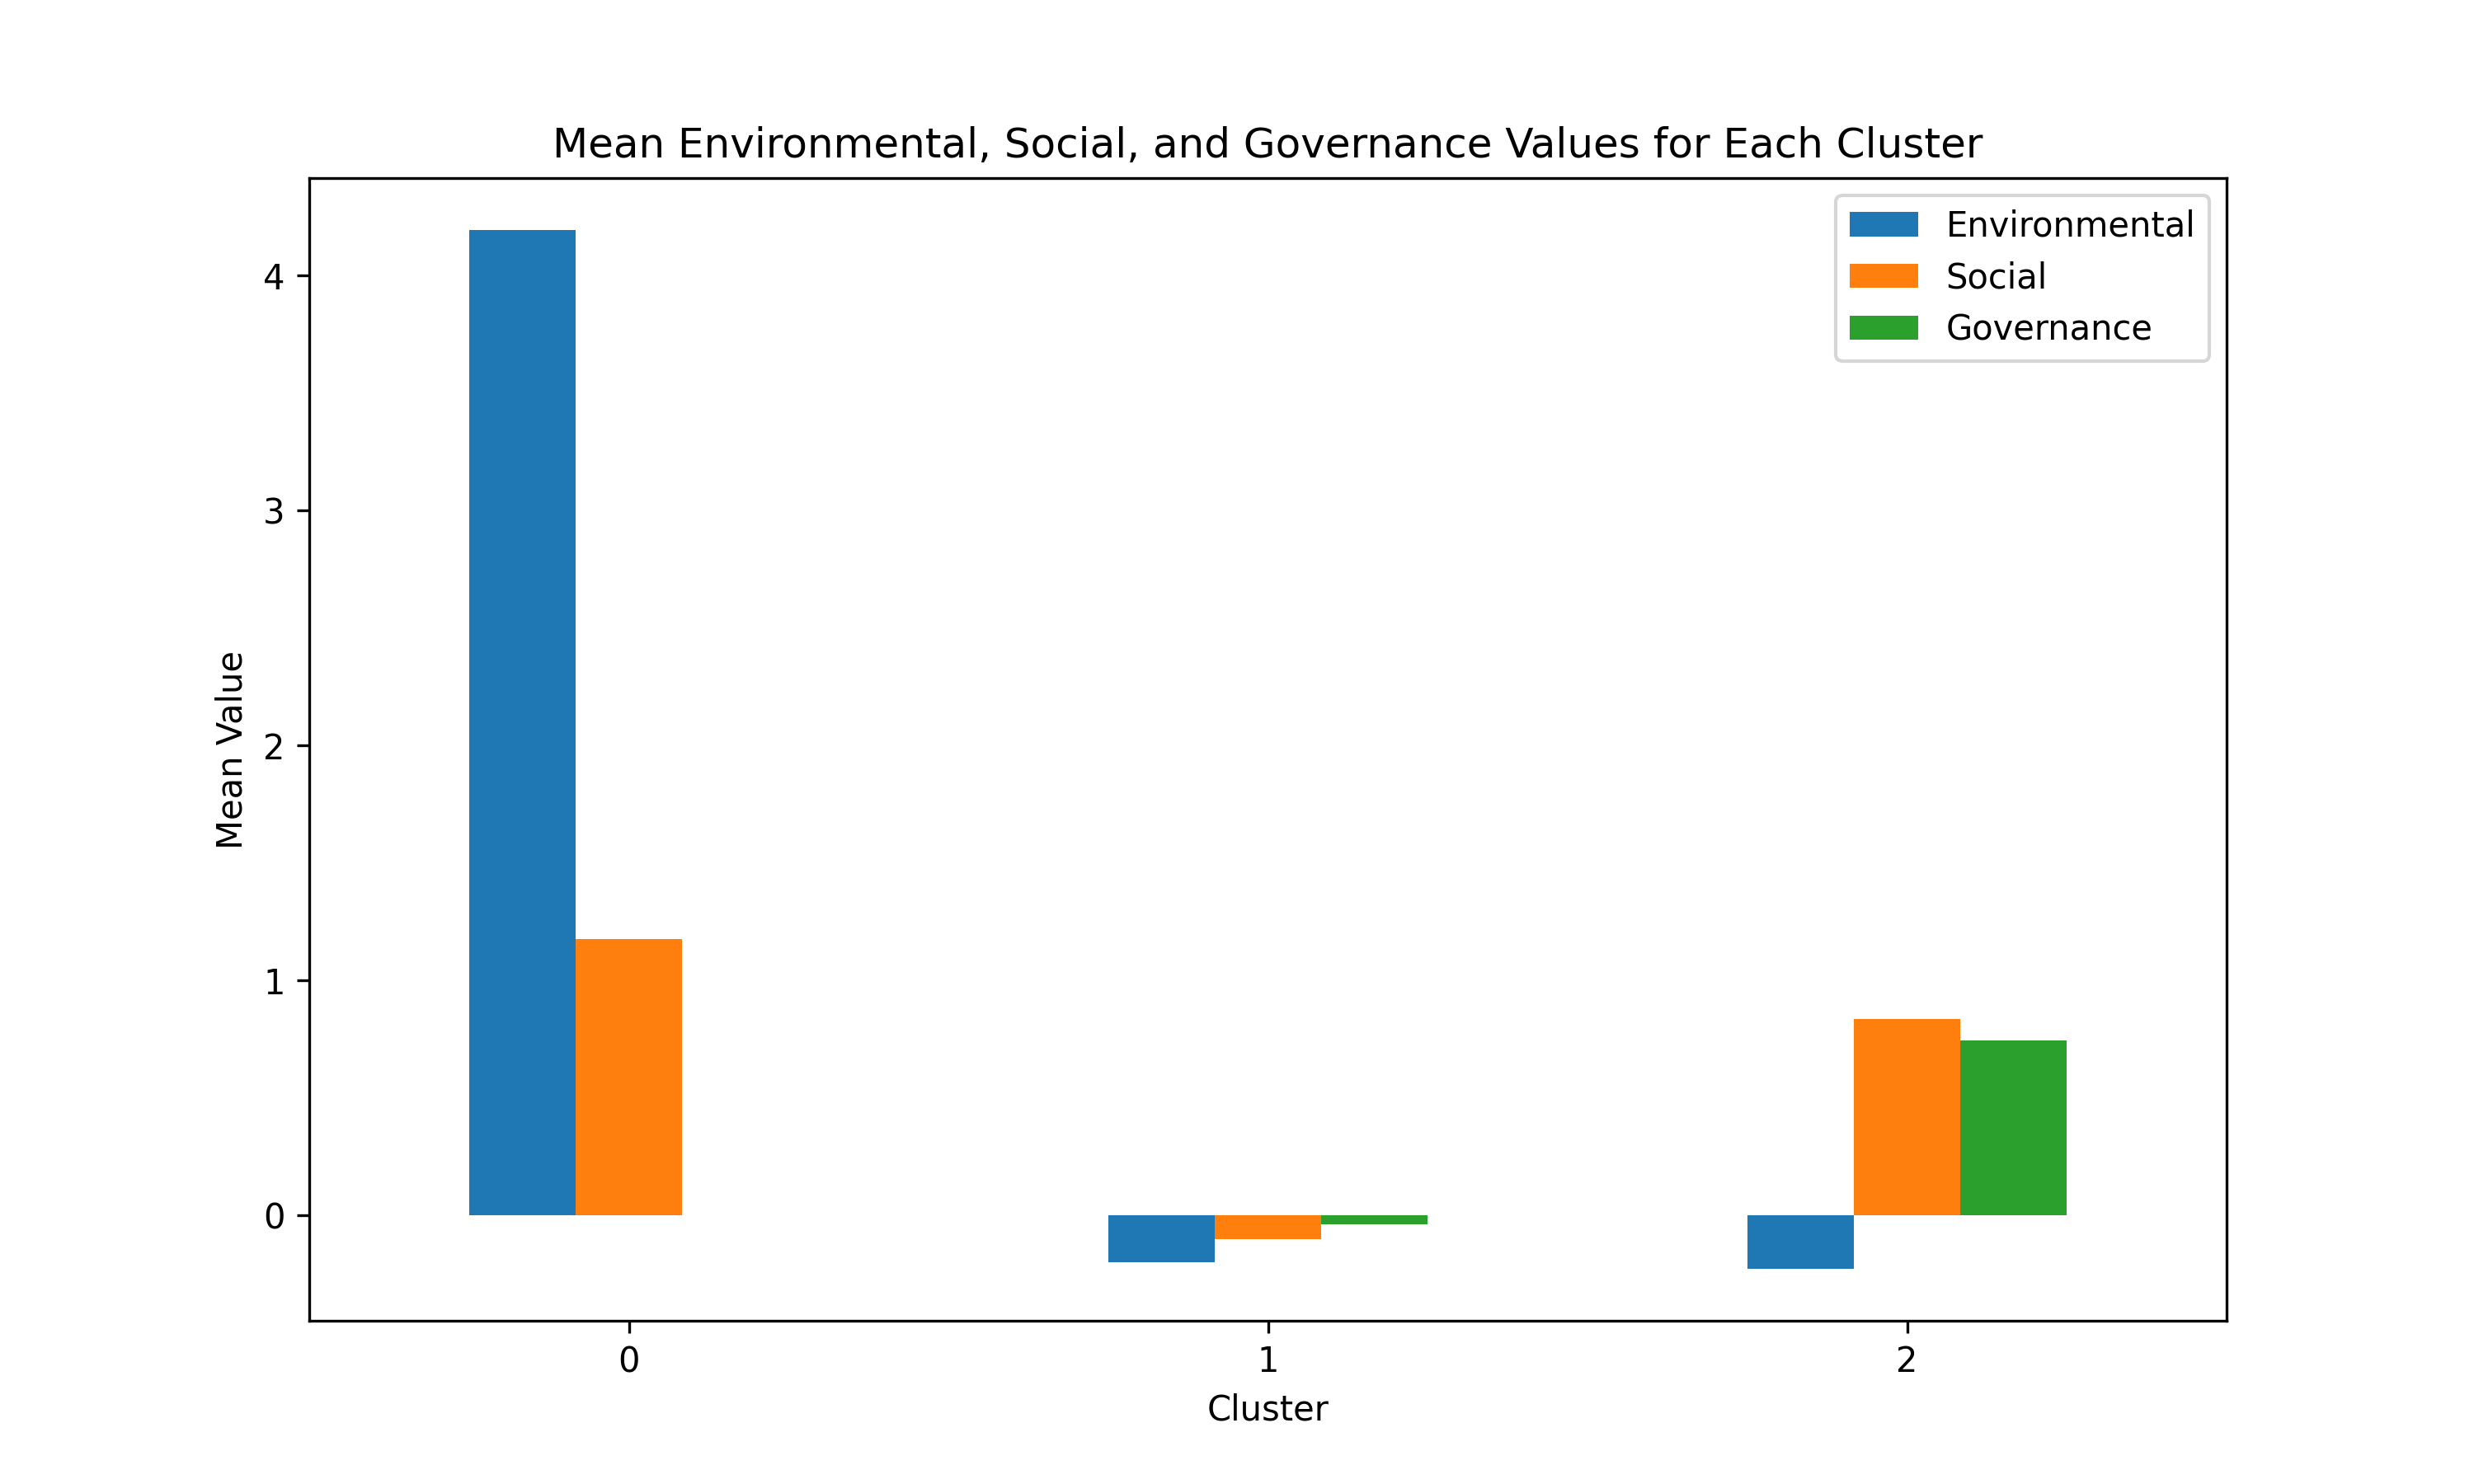 Mean Environmental, Social, and Governance Values for Each Cluster
Environmental
Social
Governance
4
3
2
1
0
Mean Value
0 1 2
Cluster